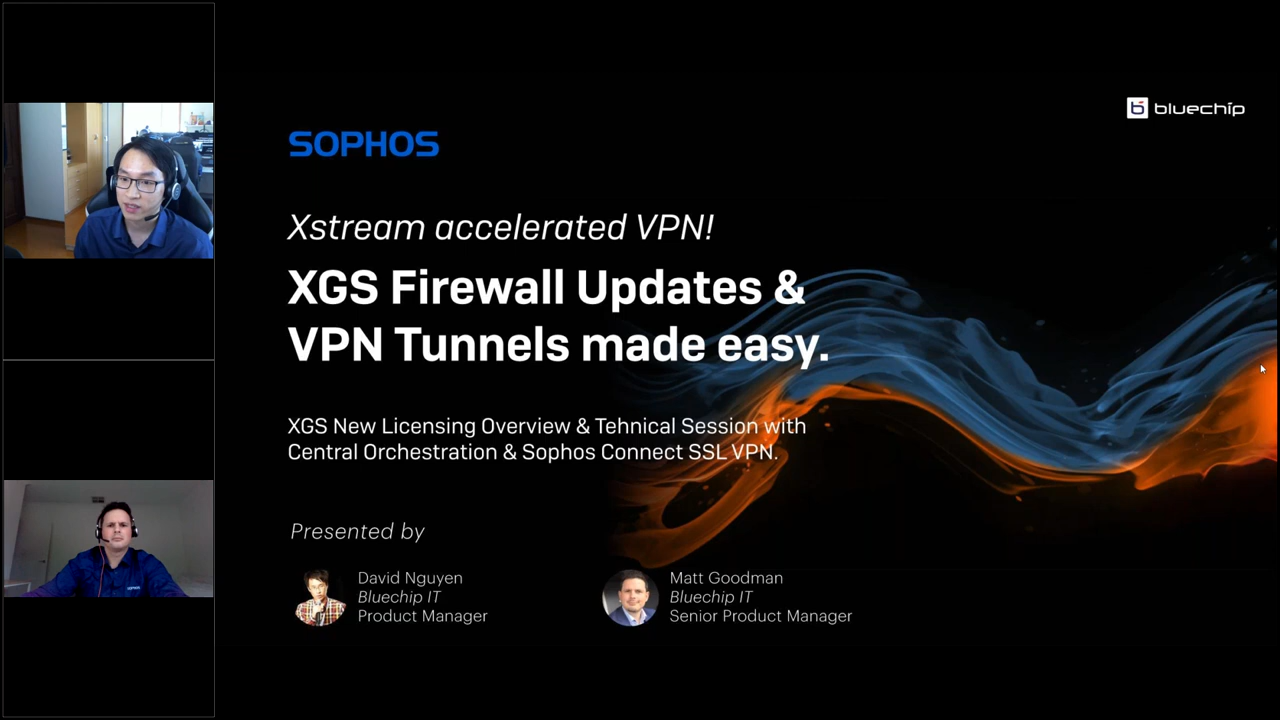 bluechip
SOPHOS
Xstream accelerated VPN!
XGS Firewall Updates &
VPN Tunnels made easy.
XGS New Licensing Overview & Tehnical Session with
Central Orchestration & Sophos Connect SSL VPN.
Presented by
David Nguyen
Bluechip IT
Product Manager
Matt Goodman
Bluechip IT
Senior Product Manager
SOPHOS